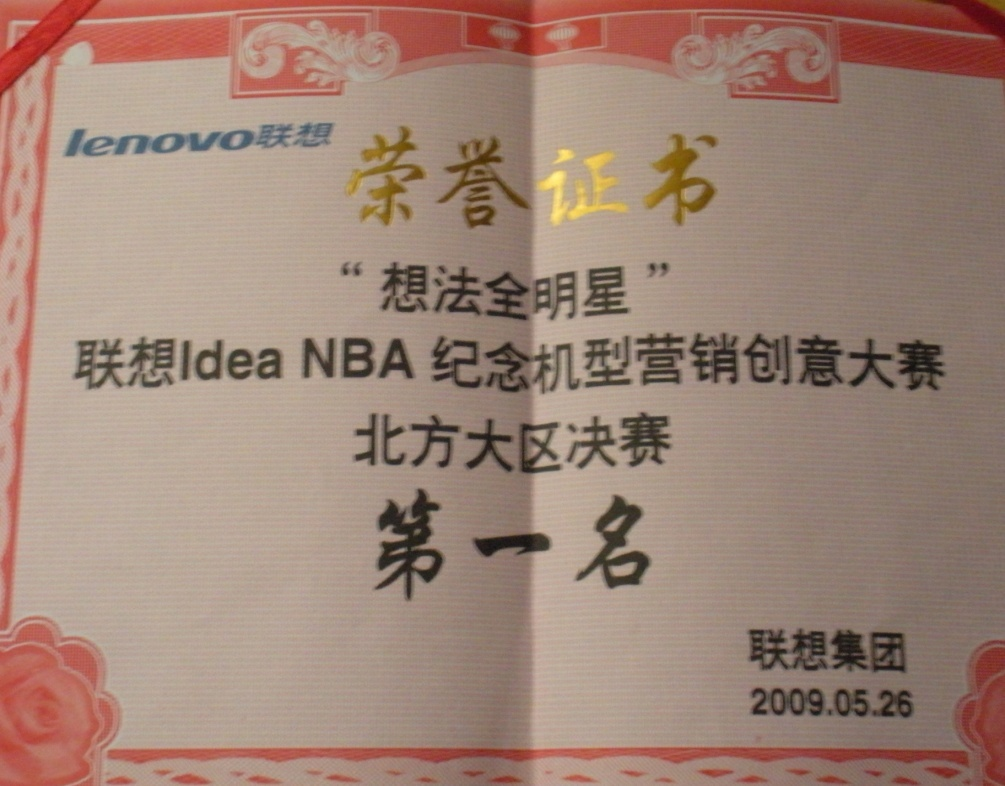 lenovo联想
荣誉证书
“想法全明星”
联想Idea NBA 纪念机型营销创意大赛
北方大区决赛
第一名
联想集团
2009.05.26